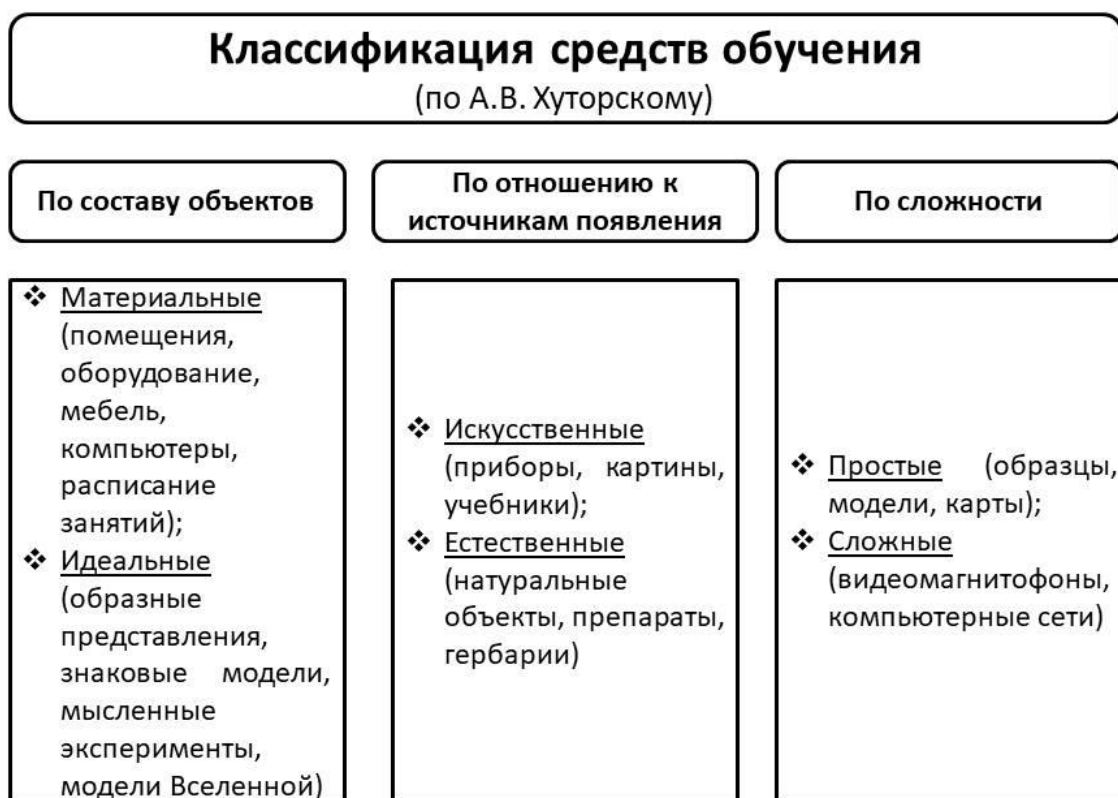 Классификация средств обучения
(по А.В. Хуторскому)
По составу объектов
По отношению к
источникам появления
По сложности
❖ Материальные
(помещения,
оборудование,
мебель,
компьютеры,
расписание
занятий);
❖ Идеальные
(образные
представления,
знаковые модели,
мысленные
эксперименты,
модели Вселенной)
❖ Искусственные
(приборы, картины,
учебники);
❖ Естественные
(натуральные
объекты, препараты,
гербарии)
❖ Простые (образцы,
модели, карты);
❖ Сложные
(видеомагнитофоны,
компьютерные сети)